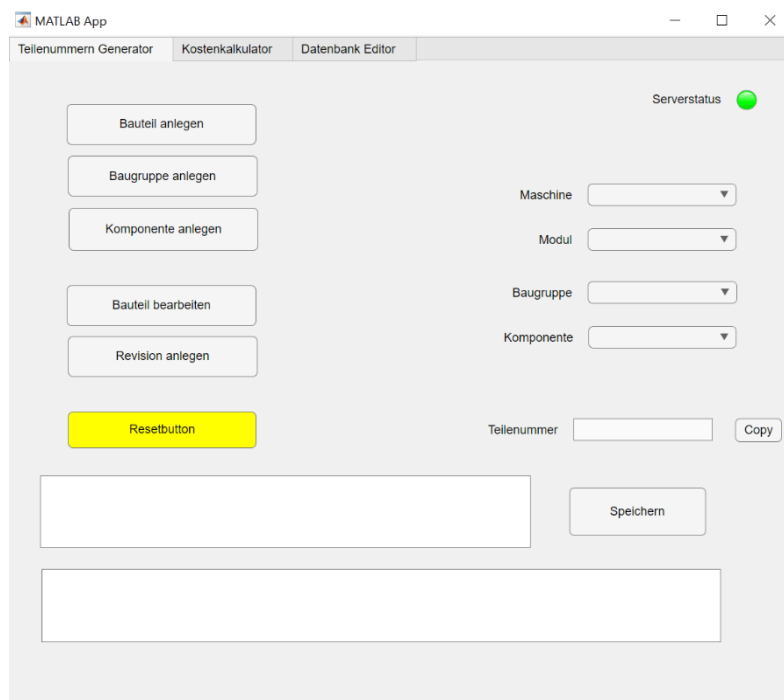 MATLAB App
Teilenummern Generator
Kostenkalkulator
Datenbank Editor
Serverstatus
Bauteil anlegen
Baugruppe anlegen
Komponente anlegen
Bauteil bearbeiten
Revision anlegen
Resetbutton
Maschine
Modul
Baugruppe
Komponente
Teilenummer
Copy
Speichern